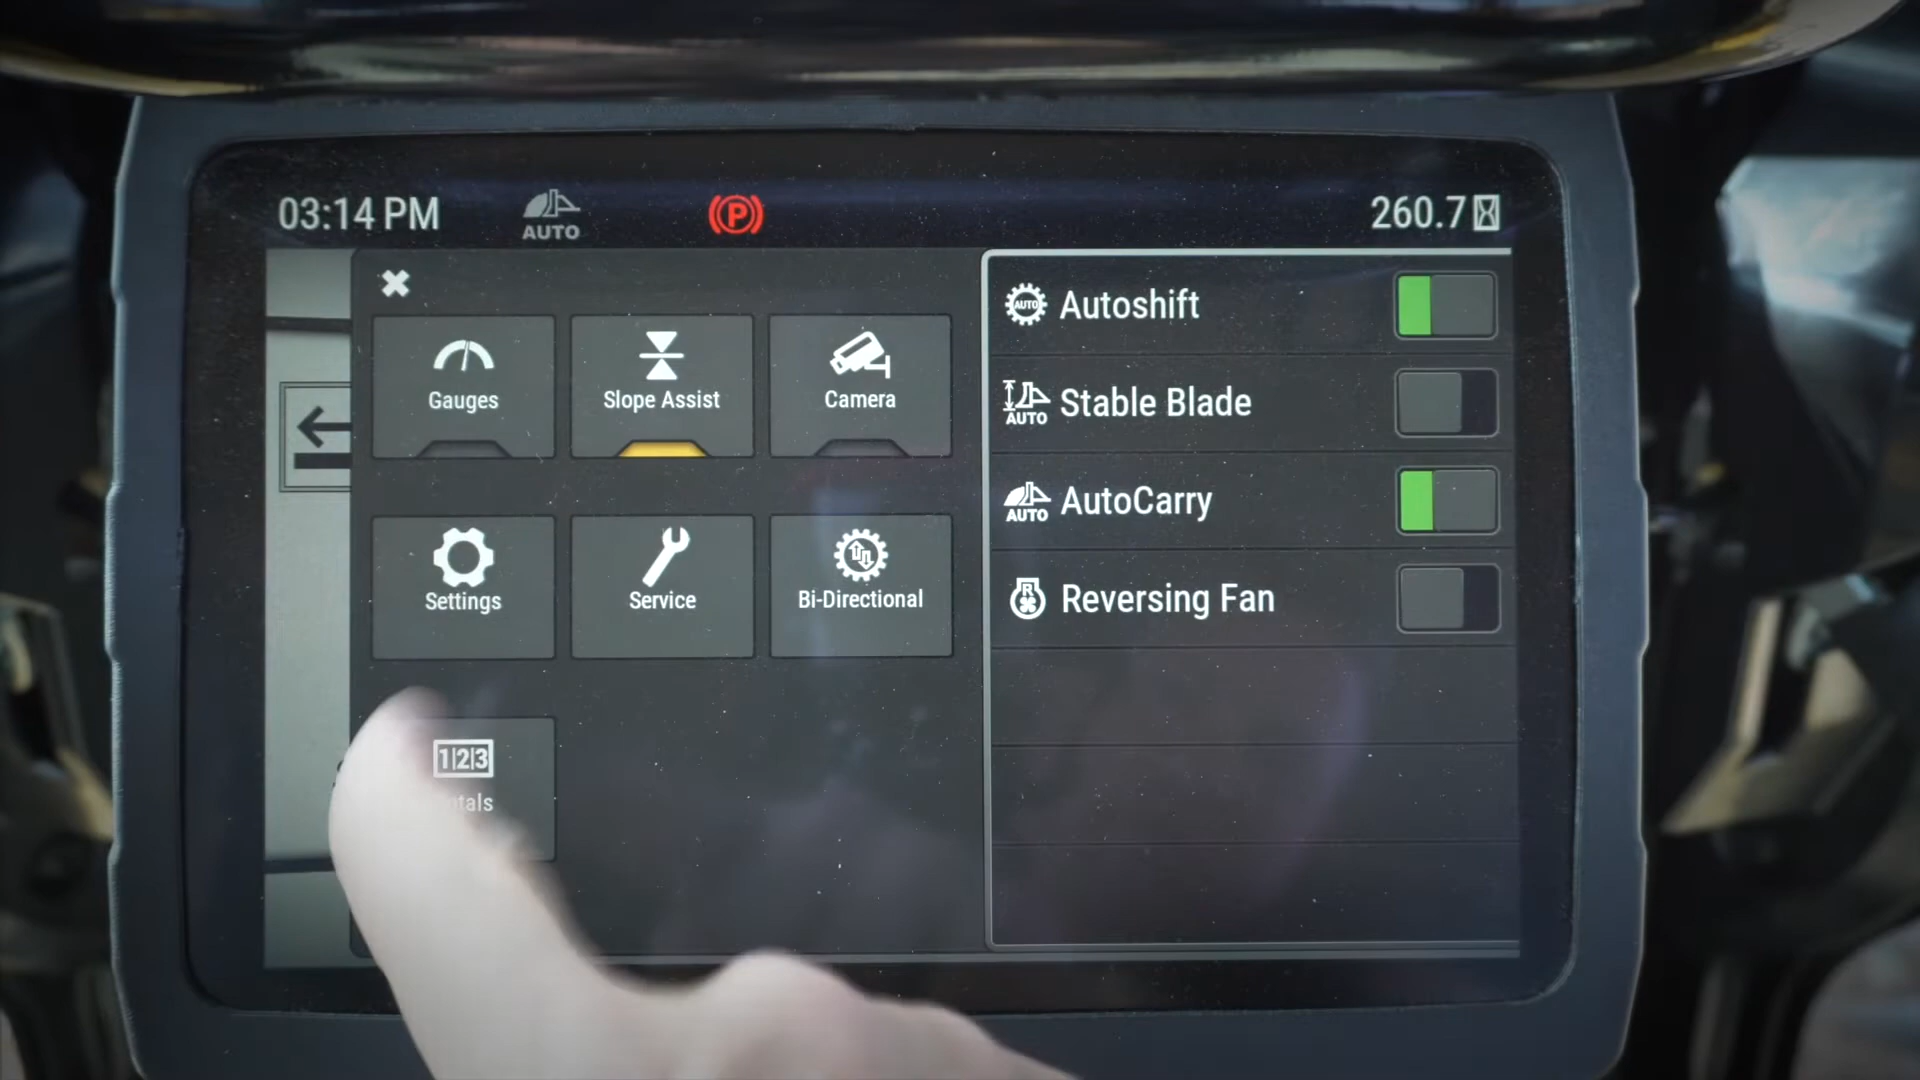 03:14 PM
AUTO
P
260.7
Gauges
Slope Assist
Camera
Settings
Service
Bi-Directional
1|2|3
AUTO
Autoshift
AUTO
Stable Blade
AUTO
AutoCarry
R
Reversing Fan